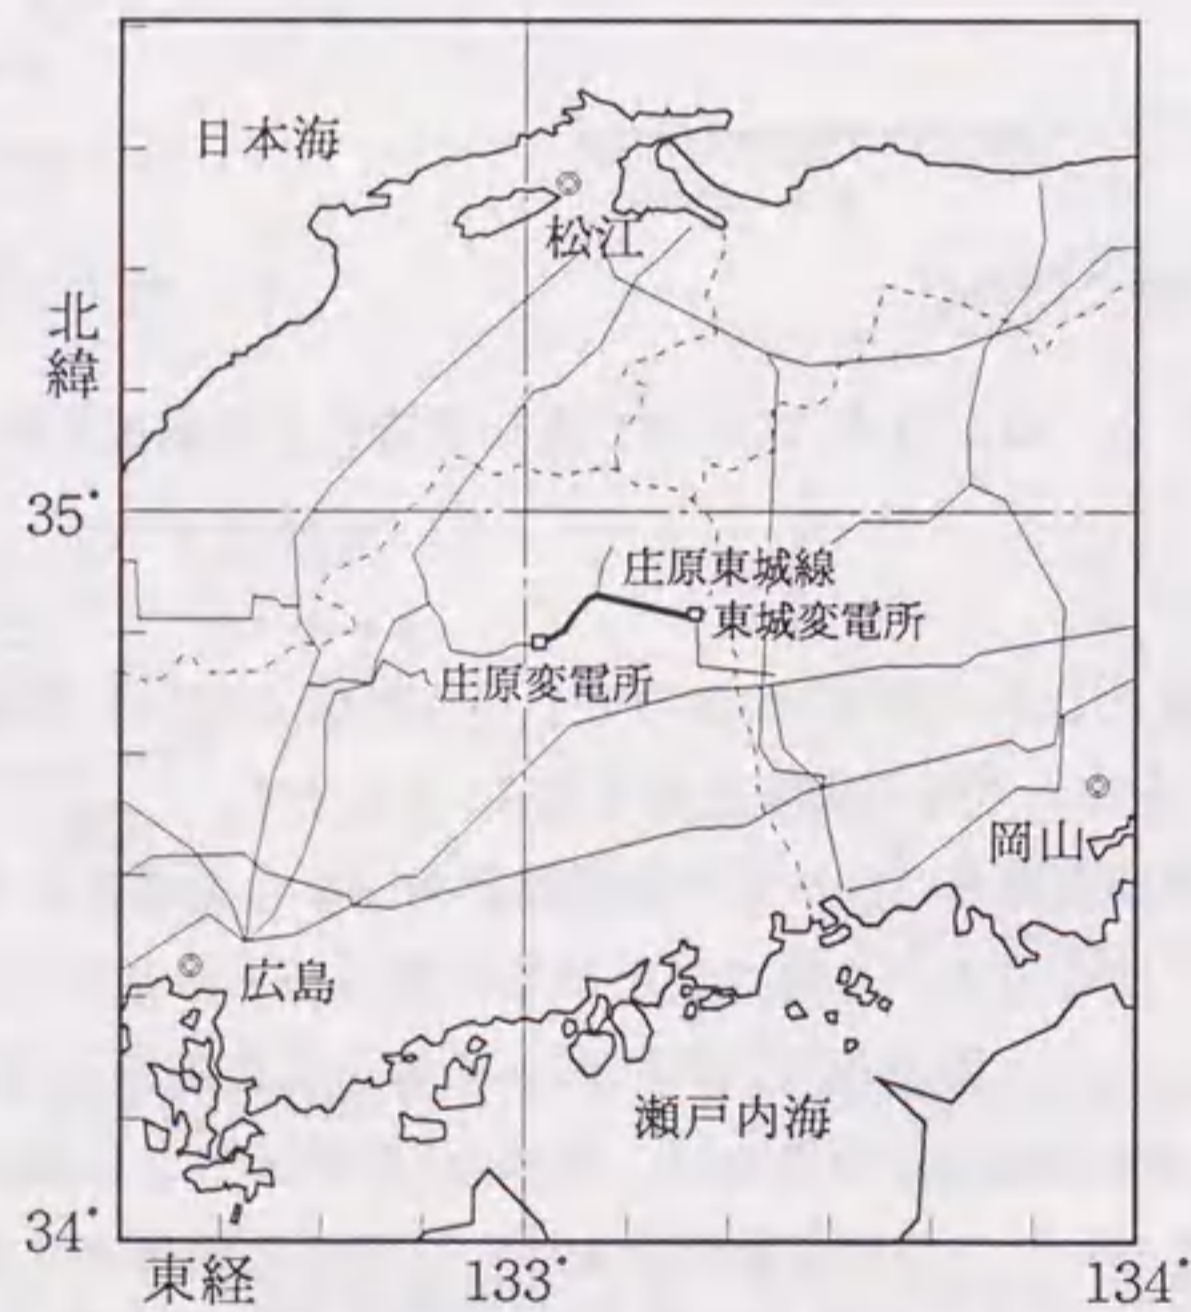 日本海
松江
北緯
35°
庄原東城線
東城変電所
庄原変電所
岡山
広島
瀬戸内海
34°
東経
133°
134°